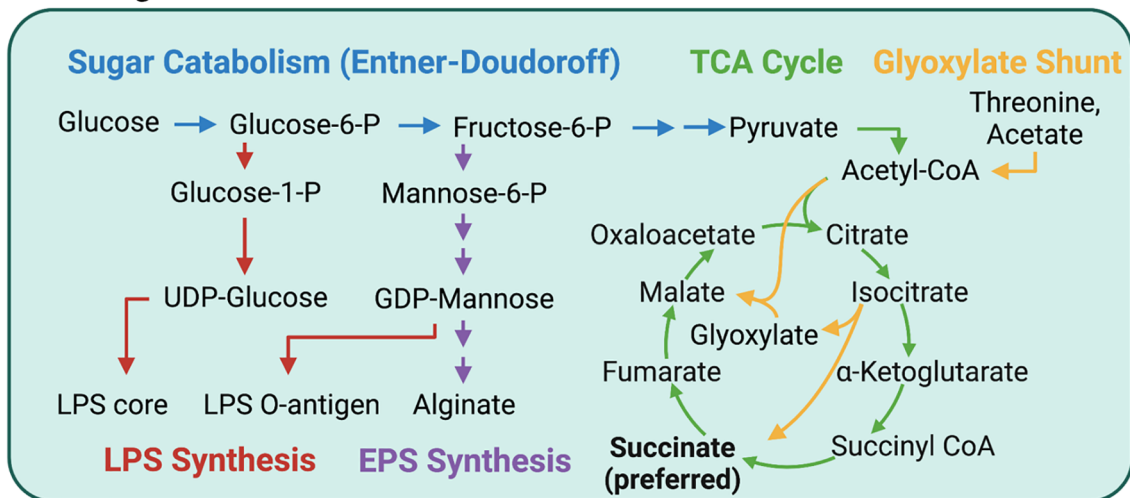 Sugar Catabolism (Entner-Doudoroff)
TCA Cycle
Glyoxylate Shunt
Glucose
Glucose-6-P
Fructose-6-P
Pyruvate
Threonine,
Acetate
Acetyl-CoA
Glucose-1-P
Mannose-6-P
Oxaloacetate
Citrate
UDP-Glucose
GDP-Mannose
Malate
Isocitrate
Glyoxylate
Fumarate
α-Ketoglutarate
LPS core
LPS O-antigen
Alginate
Succinate
(preferred)
Succinyl CoA
LPS Synthesis
EPS Synthesis